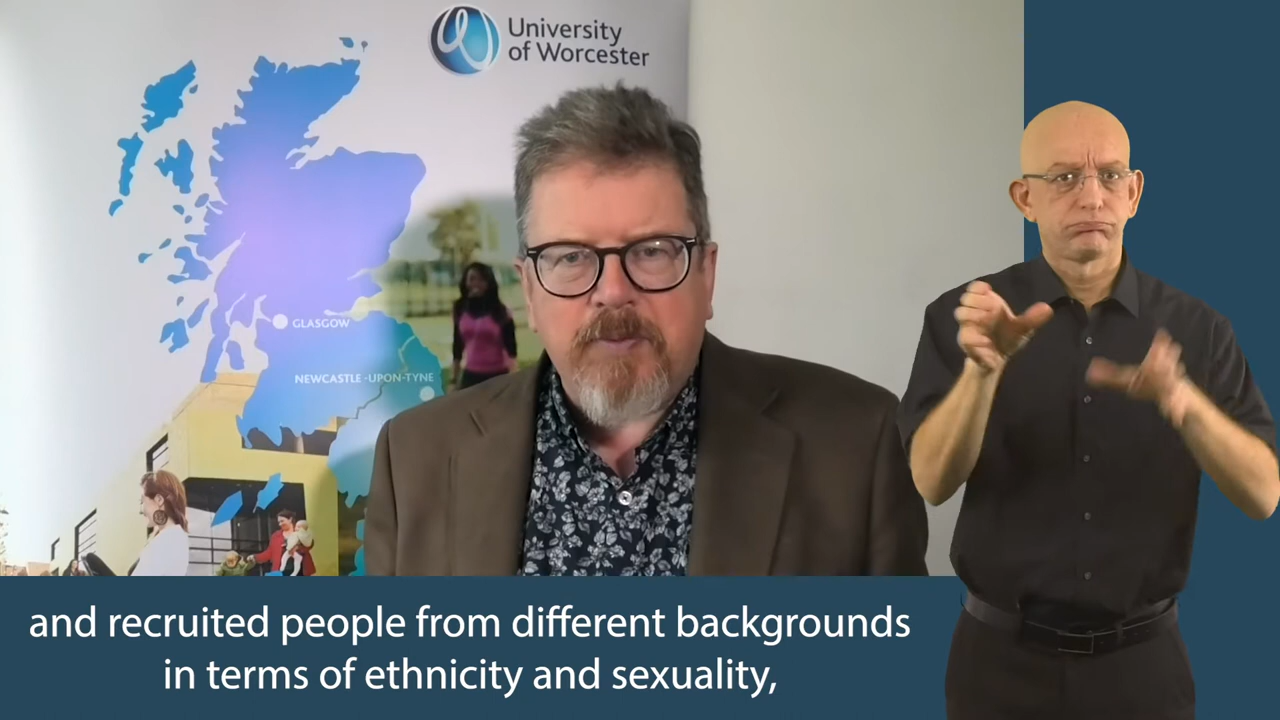 University
of Worcester
GLASGOW
NEWCASTLE-UPON-TYNE
and recruited people from different backgrounds
in terms of ethnicity and sexuality,